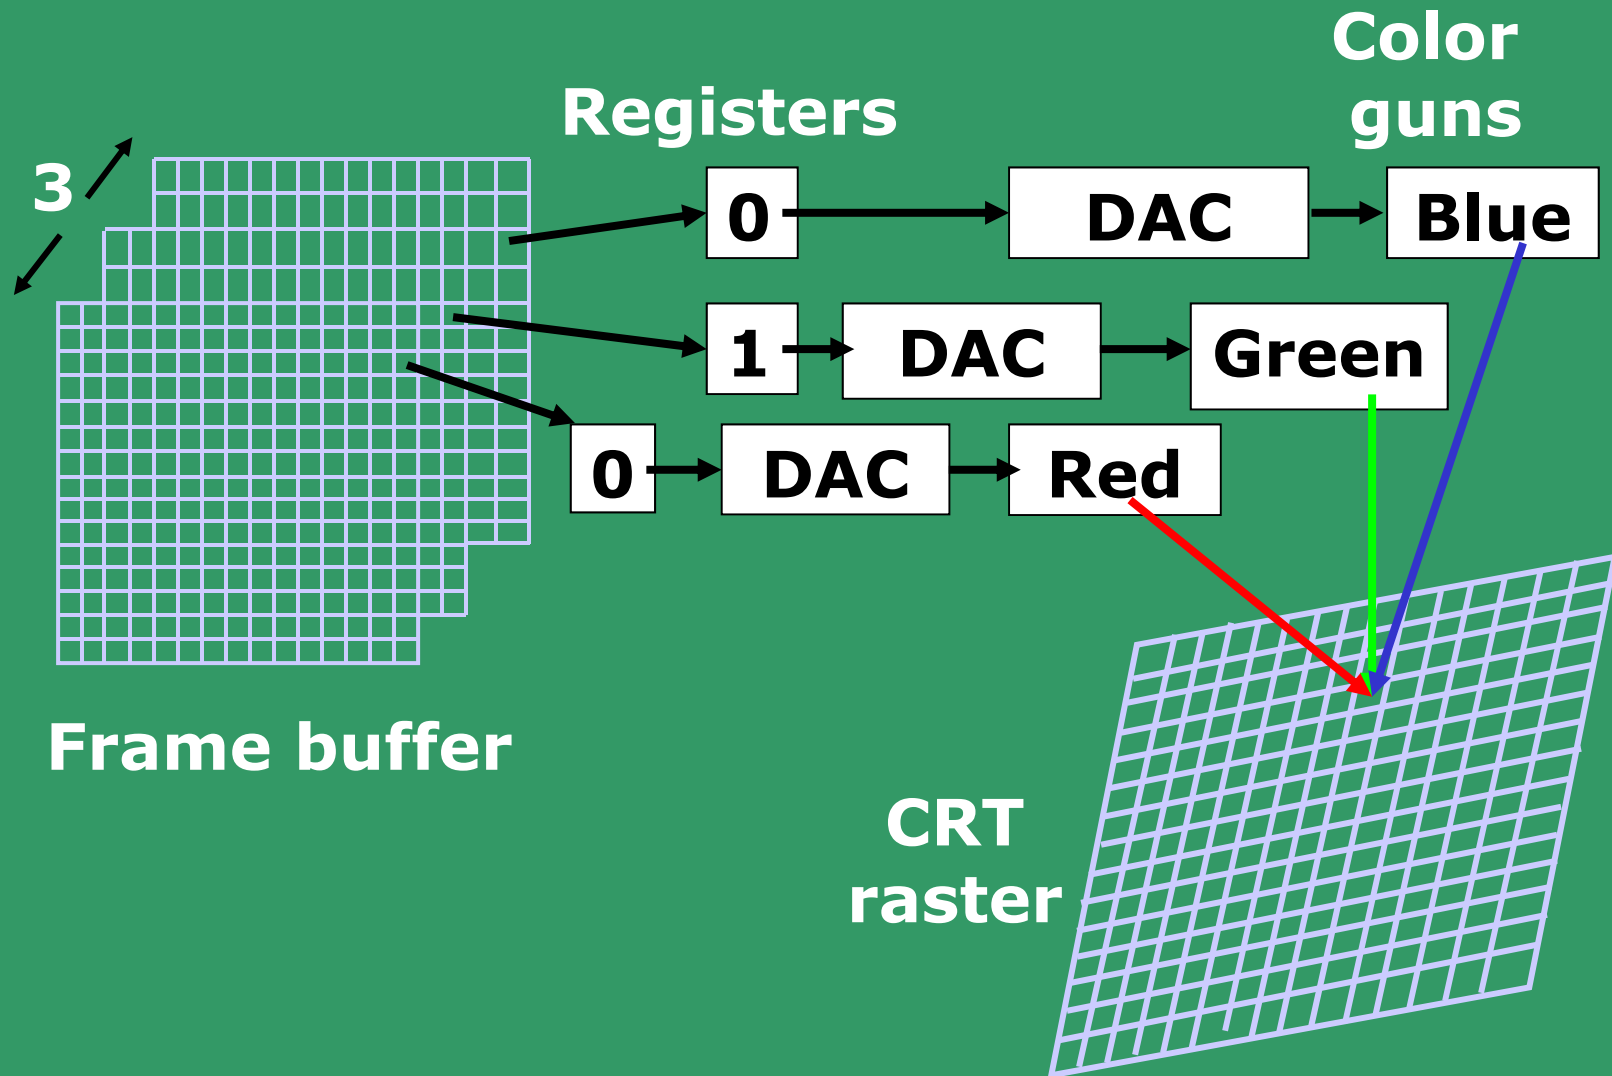 Color
guns
Registers
3
0 DAC Blue
1 DAC Green
0 DAC Red
Frame buffer
CRT
raster